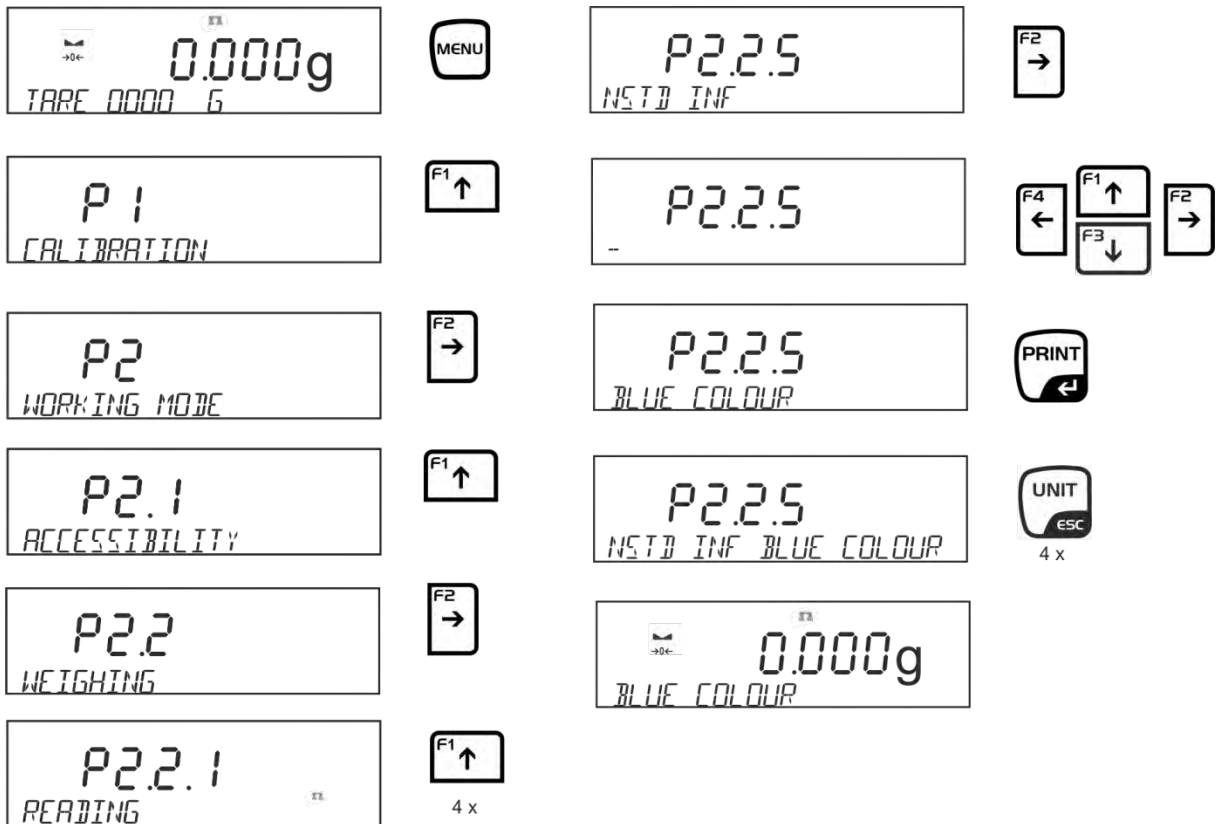 0.000g
→0←
TARE 0000 G
MENU
P1
CALIBRATION
F1 ↑
P2
WORKING MODE
F2 →
P2.1
ACCESSIBILITY
F1 ↑
P2.2
WEIGHING
F2 →
P2.2.1
READING
F1 ↑
4 x
P2.2.5
NSTD INF
F2 →
P2.2.5
_
F4 ←
F1 ↑
F3 ↓
F2 →
P2.2.5
BLUE COLOUR
PRINT
P2.2.5
NSTD INF BLUE COLOUR
UNIT
ESC
4 x
→0←
0.000g
BLUE COLOUR